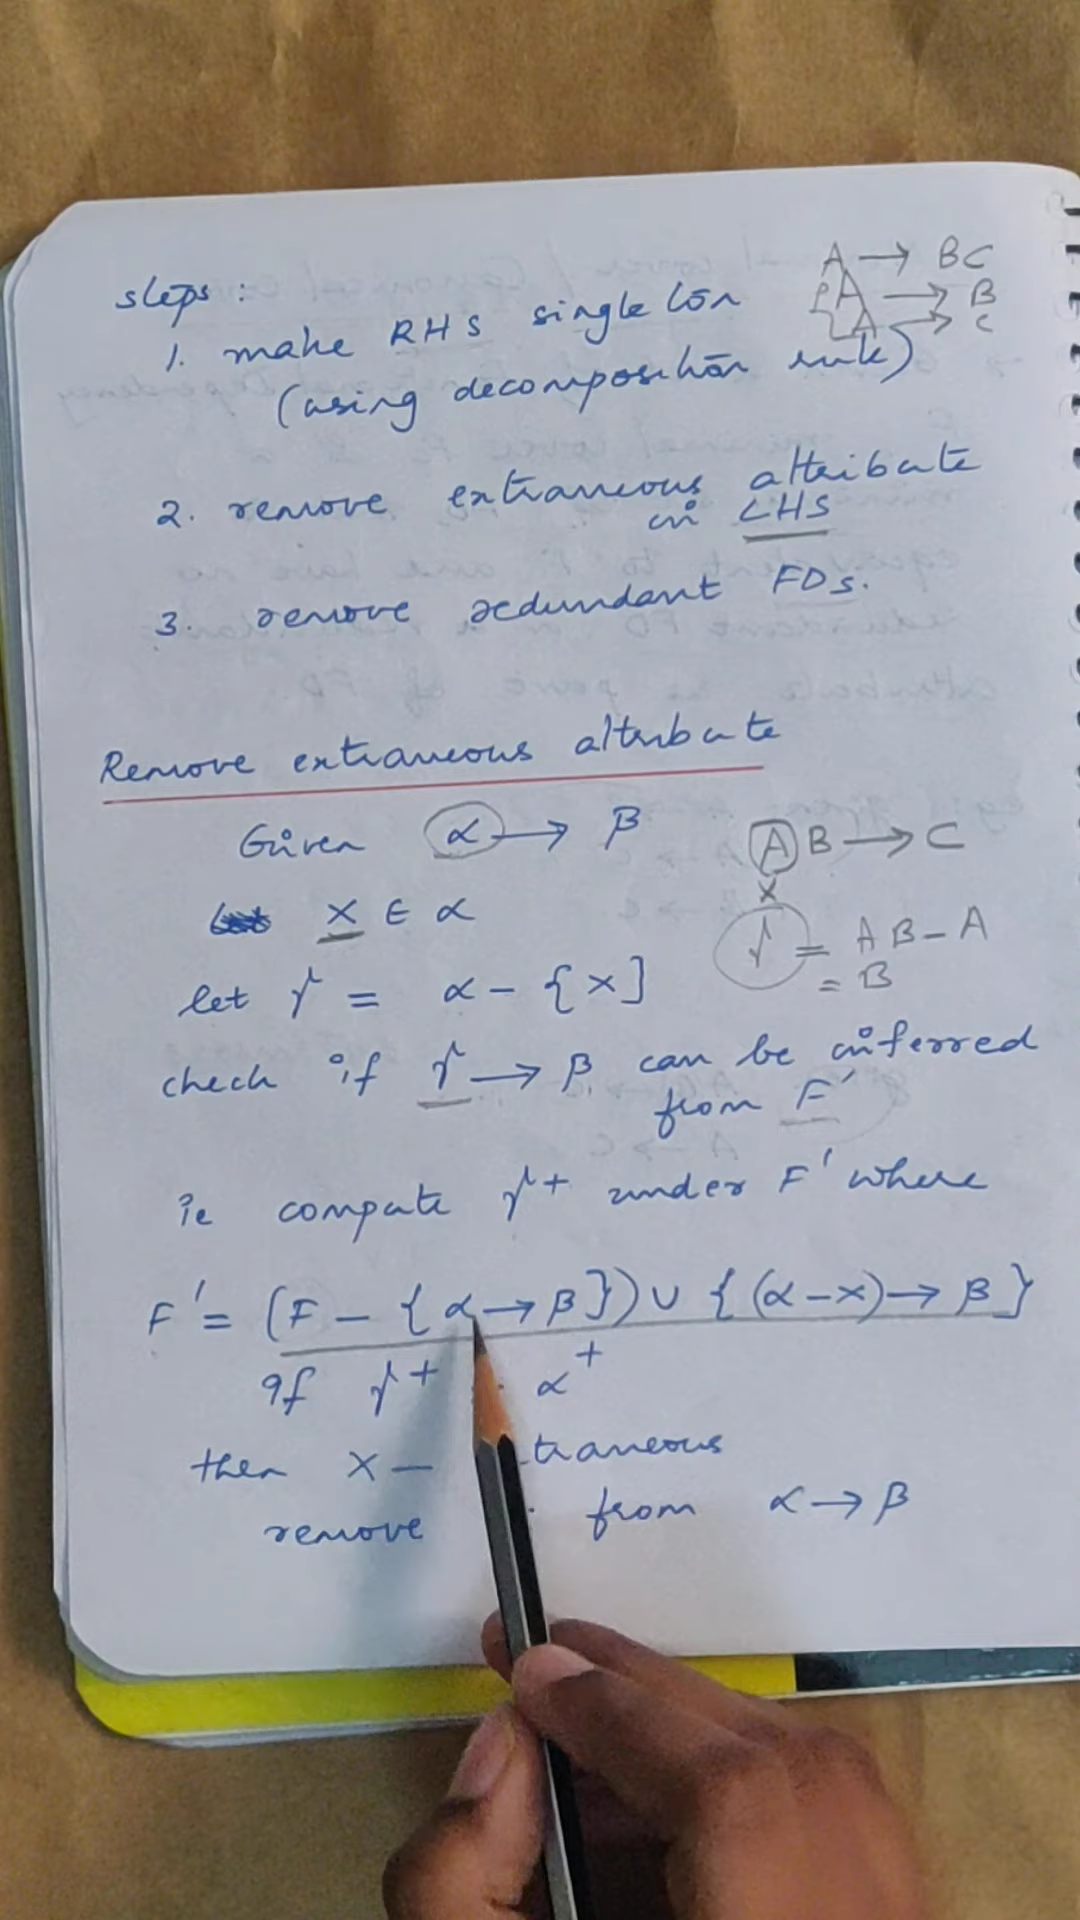 steps :
1. make RHS singleton
(using decomposition rule)
A → BC
A → B
A → C
2. remove extraneous attribute
in LHS
3. remove redundant FDs.
Remove extraneous attribute
Given α → β
X ∈ α
let γ = α - {x}
check if γ → β can be inferred
from F'
AB → C
x
γ = AB - A
= B
ie compute γ+ under F' where
F' = (F - {α → β}) ∪ {(α-x) → β}
If γ+ α+
then X —
remove from α → β